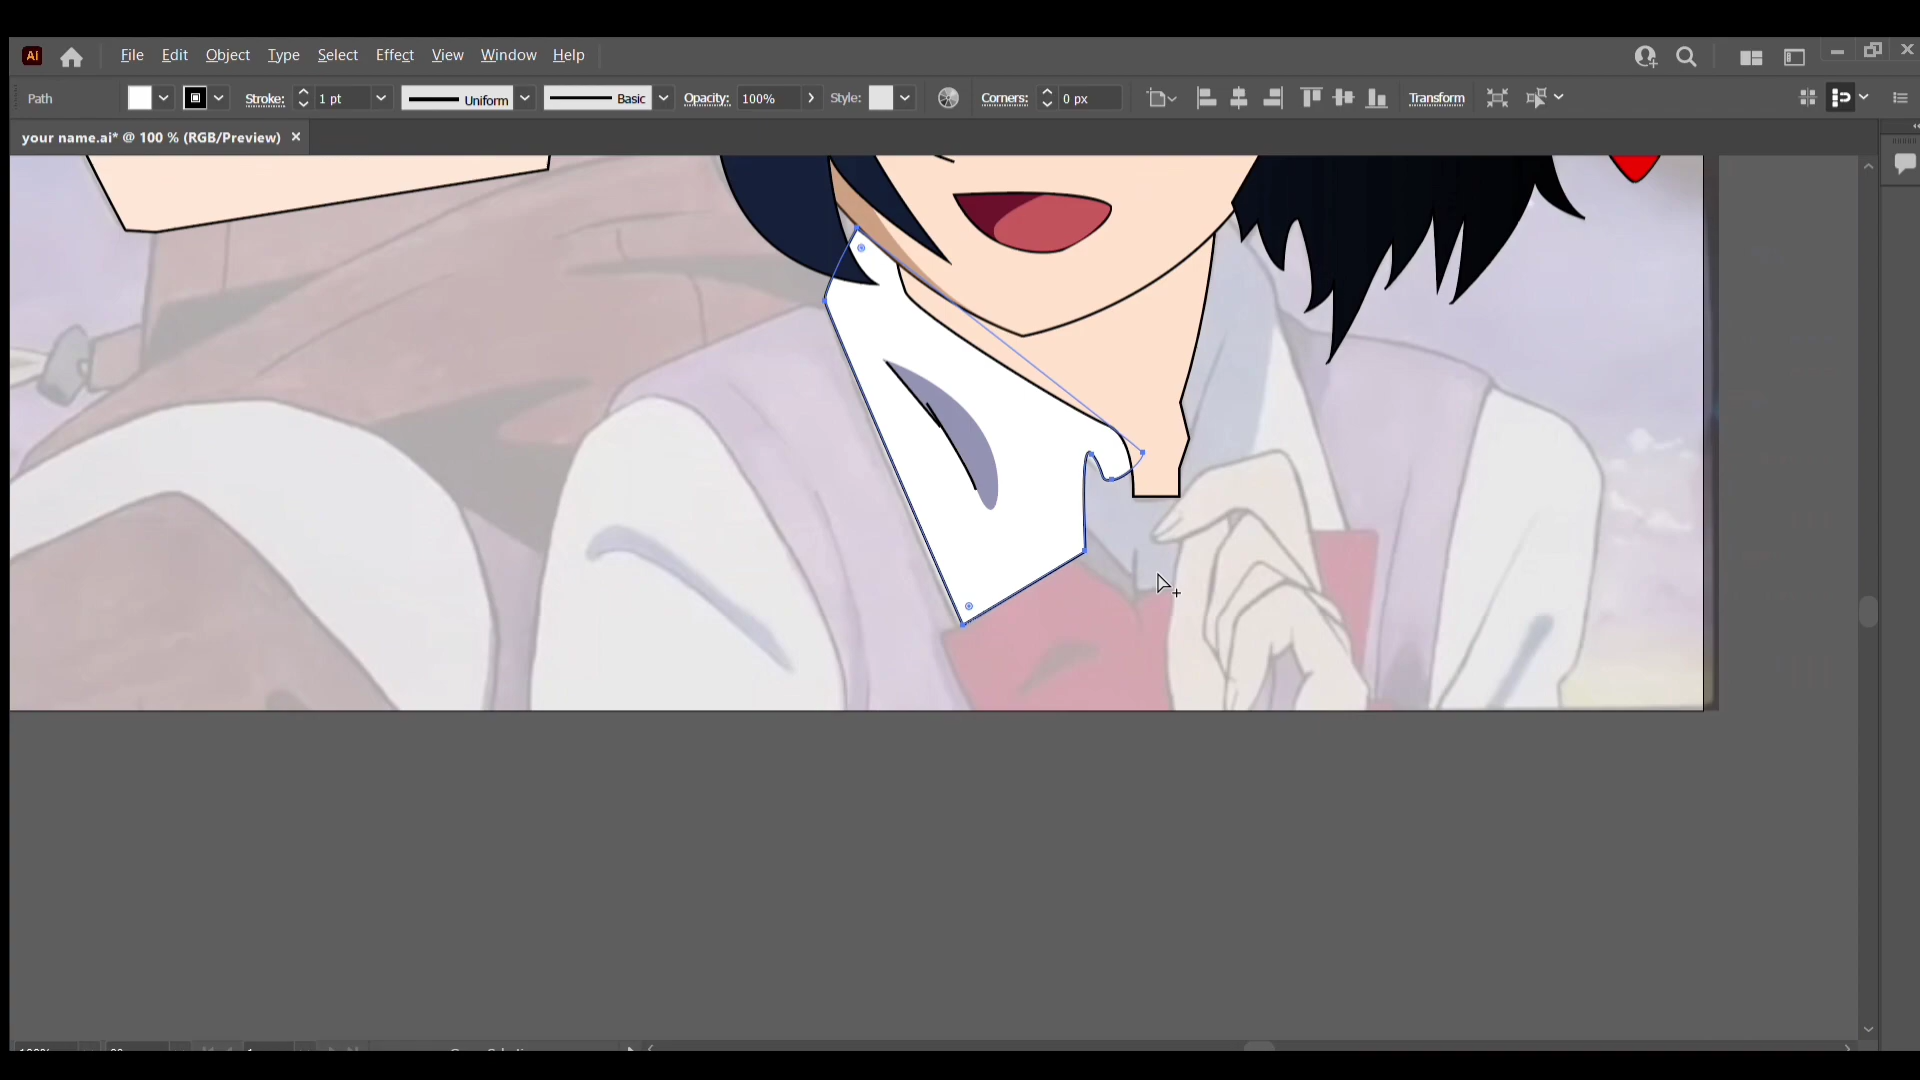 Ai File Edit Object Type Select Effect View Window Help
Path Stroke: 1 pt Uniform Basic Opacity: 100% Style: Corners: 0 px Transform
your name.ai* @ 100 % (RGB/Preview) ×